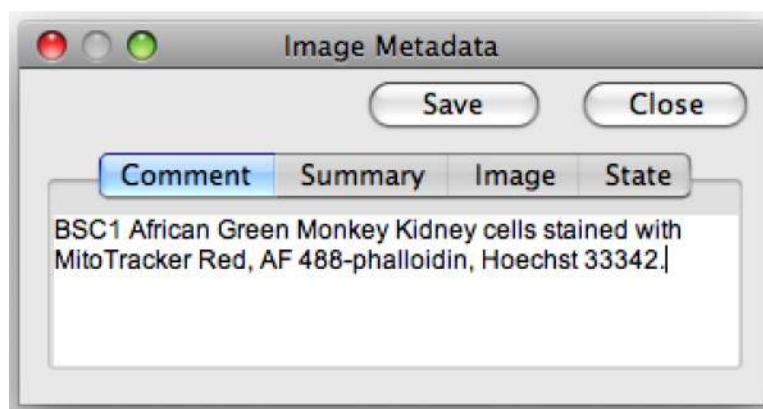 Image Metadata
Save Close
Comment Summary Image State
BSC1 African Green Monkey Kidney cells stained with
MitoTracker Red, AF 488-phalloidin, Hoechst 33342.